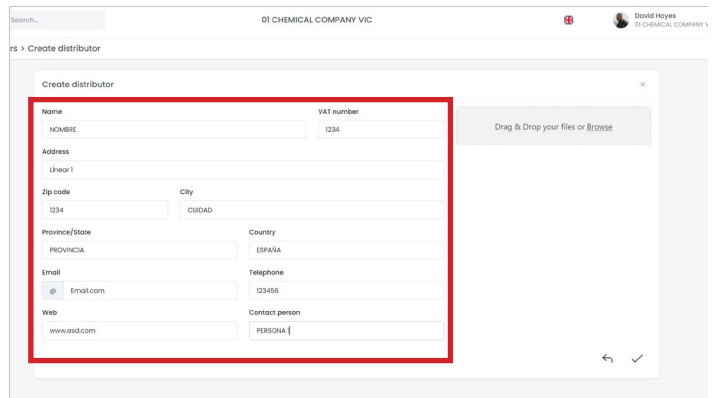 Search...
01 CHEMICAL COMPANY VIC
David Hayes
01 CHEMICAL COMPANY V
rs > Create distributor
Create distributor
×
Name
VAT number
NOMBRE
1234
Drag & Drop your files or Browse
Address
Línear 1
Zip code
City
1234
CUIDAD
Province/State
Country
PROVINCIA
ESPAÑA
Email
Telephone
@ Email.com
123456
Web
Contact person
www.asd.com
PERSONA 1